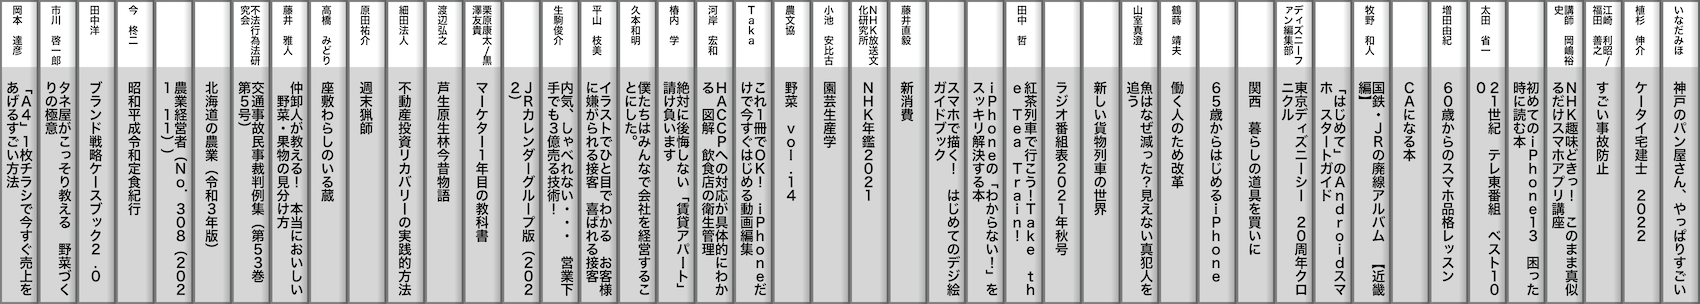 いなだみほ
神戸のパン屋さん、やっぱりすごい
植杉 伸介
ケータイ宅建士 2022
江崎 利昭/
福田 善之
すごい事故防止
講師 岡嶋裕
史
NHK趣味どきっ! このまま真似
るだけスマホアプリ講座
初めてのiPhone13 困った
時に読む本
太田 省一
21世紀 テレ東番組 ベスト10
0
増田由紀
60歳からのスマホ品格レッスン
CAになる本
牧野 和人
国鉄・JRの廃線アルバム 【近畿
編】
「はじめて」のAndroidスマ
ホ スタートガイド
ディズニーフ
ァン編集部
東京ディズニーシー 20周年クロ
ニクル
関西 暮らしの道具を買いに
65歳からはじめるiPhone
鶴蒔 靖夫
働く人のため改革
山室真澄
魚はなぜ減った?見えない真犯人を
追う
新しい貨物列車の世界
ラジオ番組表2021年秋号
田中 哲
紅茶列車で行こう!Take th
e Tea Train!
iPhoneの「わからない!」を
スッキリ解決する本
スマホで描く! はじめてのデジ絵
ガイドブック
藤井直毅
新消費
NHK放送文
化研究所
NHK年鑑2021
小池 安比古
園芸生産学
農文協
野菜 vol.14
Taka
これ1冊でOK! iPhoneだ
けで今すぐはじめる動画編集
河岸 宏和
HACCPへの対応が具体的にわか
る 図解 飲食店の衛生管理
椿内 学
絶対に後悔しない「賃貸アパート」
請け負います
久本和明
僕たちはみんなで会社を経営するこ
とにした。
平山 枝美
イラストでひと目でわかる お客様
に嫌がられる接客 喜ばれる接客
生駒俊介
内気、しゃべれない・・・ 営業下
手でも3億売る技術!
JRカレンダーグループ版(202
2)
栗原康太/黒
澤友貴
マーケター1年目の教科書
渡辺弘之
芦生原生林今昔物語
細田法人
不動産投資リカバリーの実践的方法
原田祐介
週末猟師
高橋 みどり
座敷わらしのいる蔵
藤井 雅人
仲卸人が教える! 本当においしい
野菜・果物の見分け方
不法行為法研
究会
交通事故民事裁判例集(第53巻
第5号)
北海道の農業(令和3年版)
農業経営者(No.308(202
1 11))
今 柊二
昭和平成令和定食紀行
田中洋
ブランド戦略ケースブック2.0
市川 啓一郎
タネ屋がこっそり教える 野菜づく
りの極意
岡本 達彦
「A4」1枚チラシで今すぐ売上を
あげるすごい方法